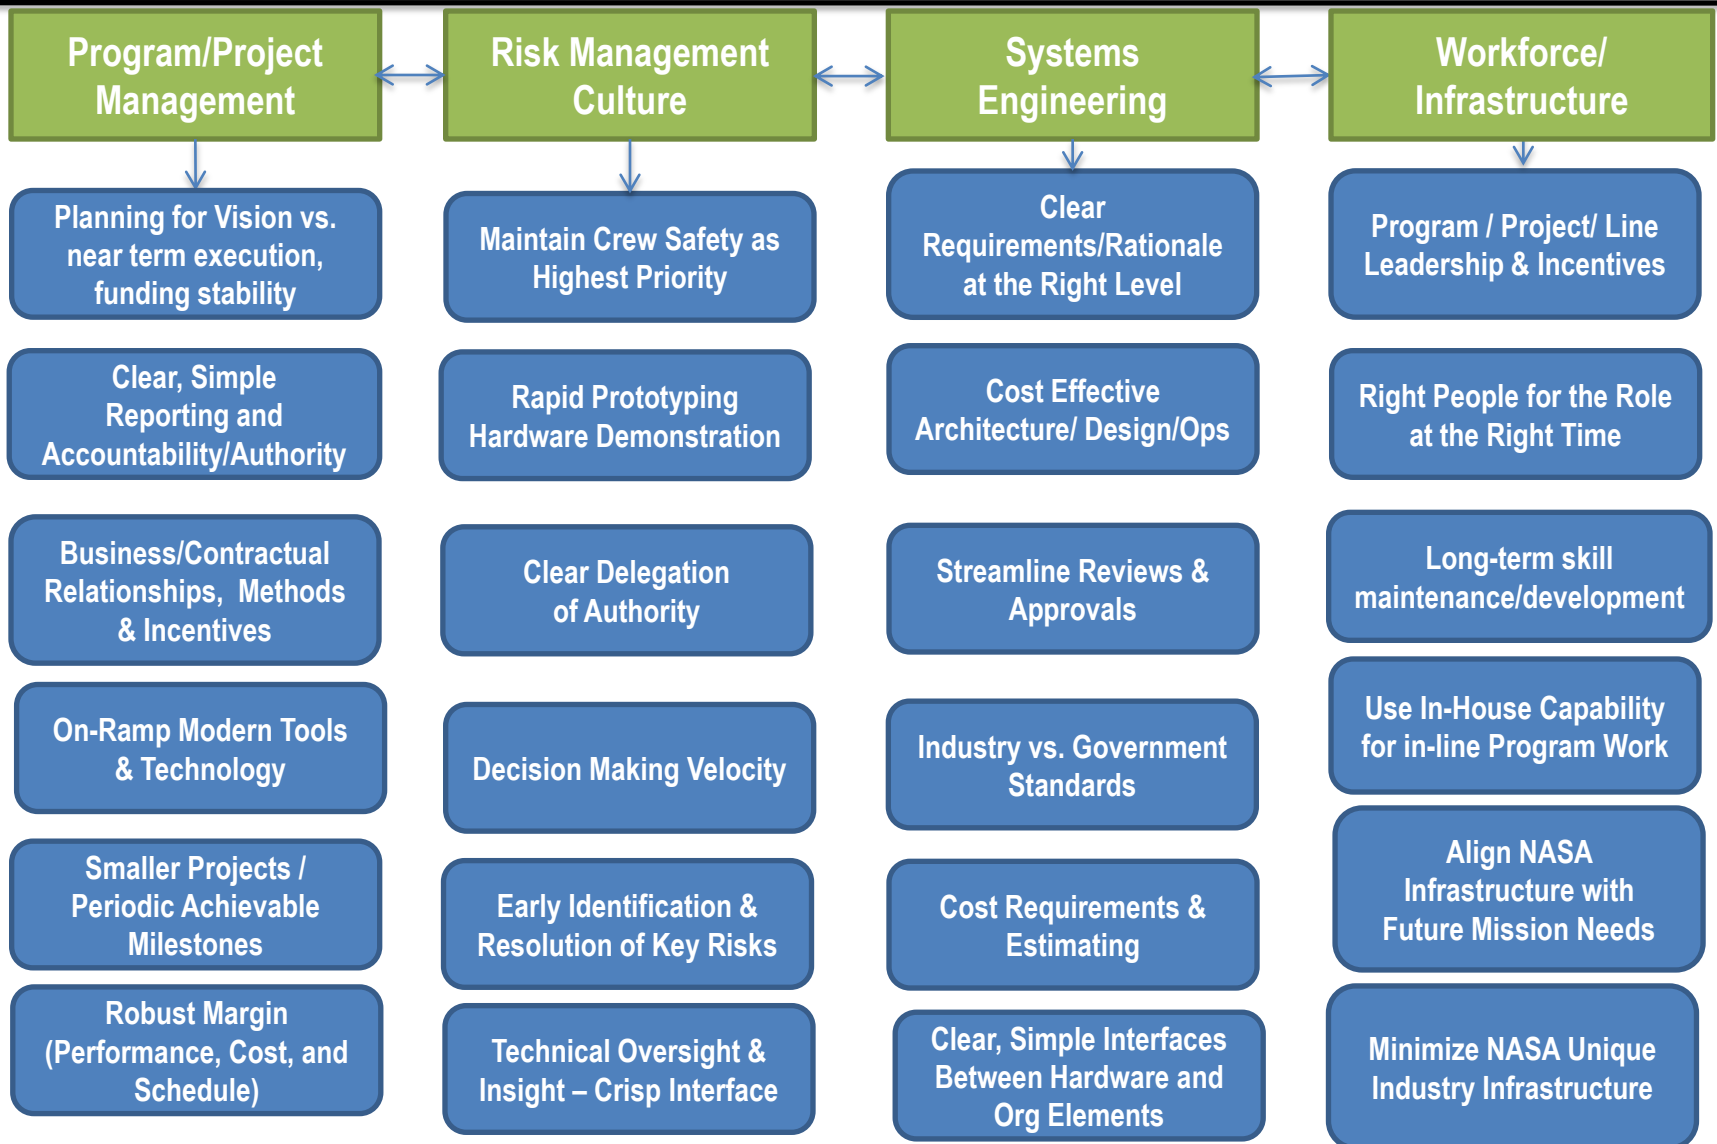 Program/Project
Management
Risk Management
Culture
Systems
Engineering
Workforce/
Infrastructure
Planning for Vision vs.
near term execution,
funding stability
Clear, Simple
Reporting and
Accountability/Authority
Business/Contractual
Relationships,  Methods
& Incentives
On-Ramp Modern Tools
& Technology
Smaller Projects /
Periodic Achievable
Milestones
Robust Margin
(Performance, Cost, and
Schedule)
Maintain Crew Safety as
Highest Priority
Rapid Prototyping
Hardware Demonstration
Clear Delegation
of Authority
Decision Making Velocity
Early Identification &
Resolution of Key Risks
Technical Oversight &
Insight – Crisp Interface
Clear
Requirements/Rationale
at the Right Level
Cost Effective
Architecture/ Design/Ops
Streamline Reviews &
Approvals
Industry vs. Government
Standards
Cost Requirements &
Estimating
Clear, Simple Interfaces
Between Hardware and
Org Elements
Program / Project/ Line
Leadership & Incentives
Right People for the Role
at the Right Time
Long-term skill
maintenance/development
Use In-House Capability
for in-line Program Work
Align NASA
Infrastructure with
Future Mission Needs
Minimize NASA Unique
Industry Infrastructure